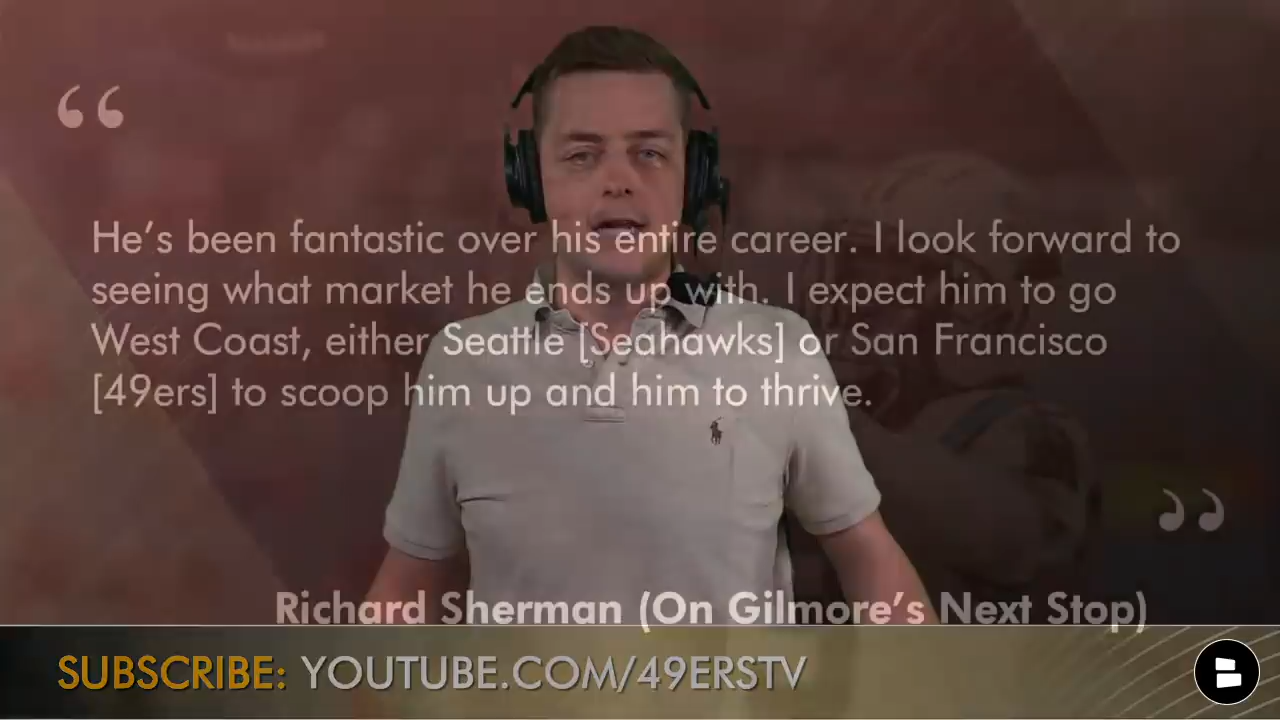 “
He’s been fantastic over his entire career. I look forward to
seeing what market he ends up with. I expect him to go
West Coast, either Seattle [Seahawks] or San Francisco
[49ers] to scoop him up and him to thrive.
”
Richard Sherman (On Gilmore’s Next Stop)
SUBSCRIBE: YOUTUBE.COM/49ERSTV